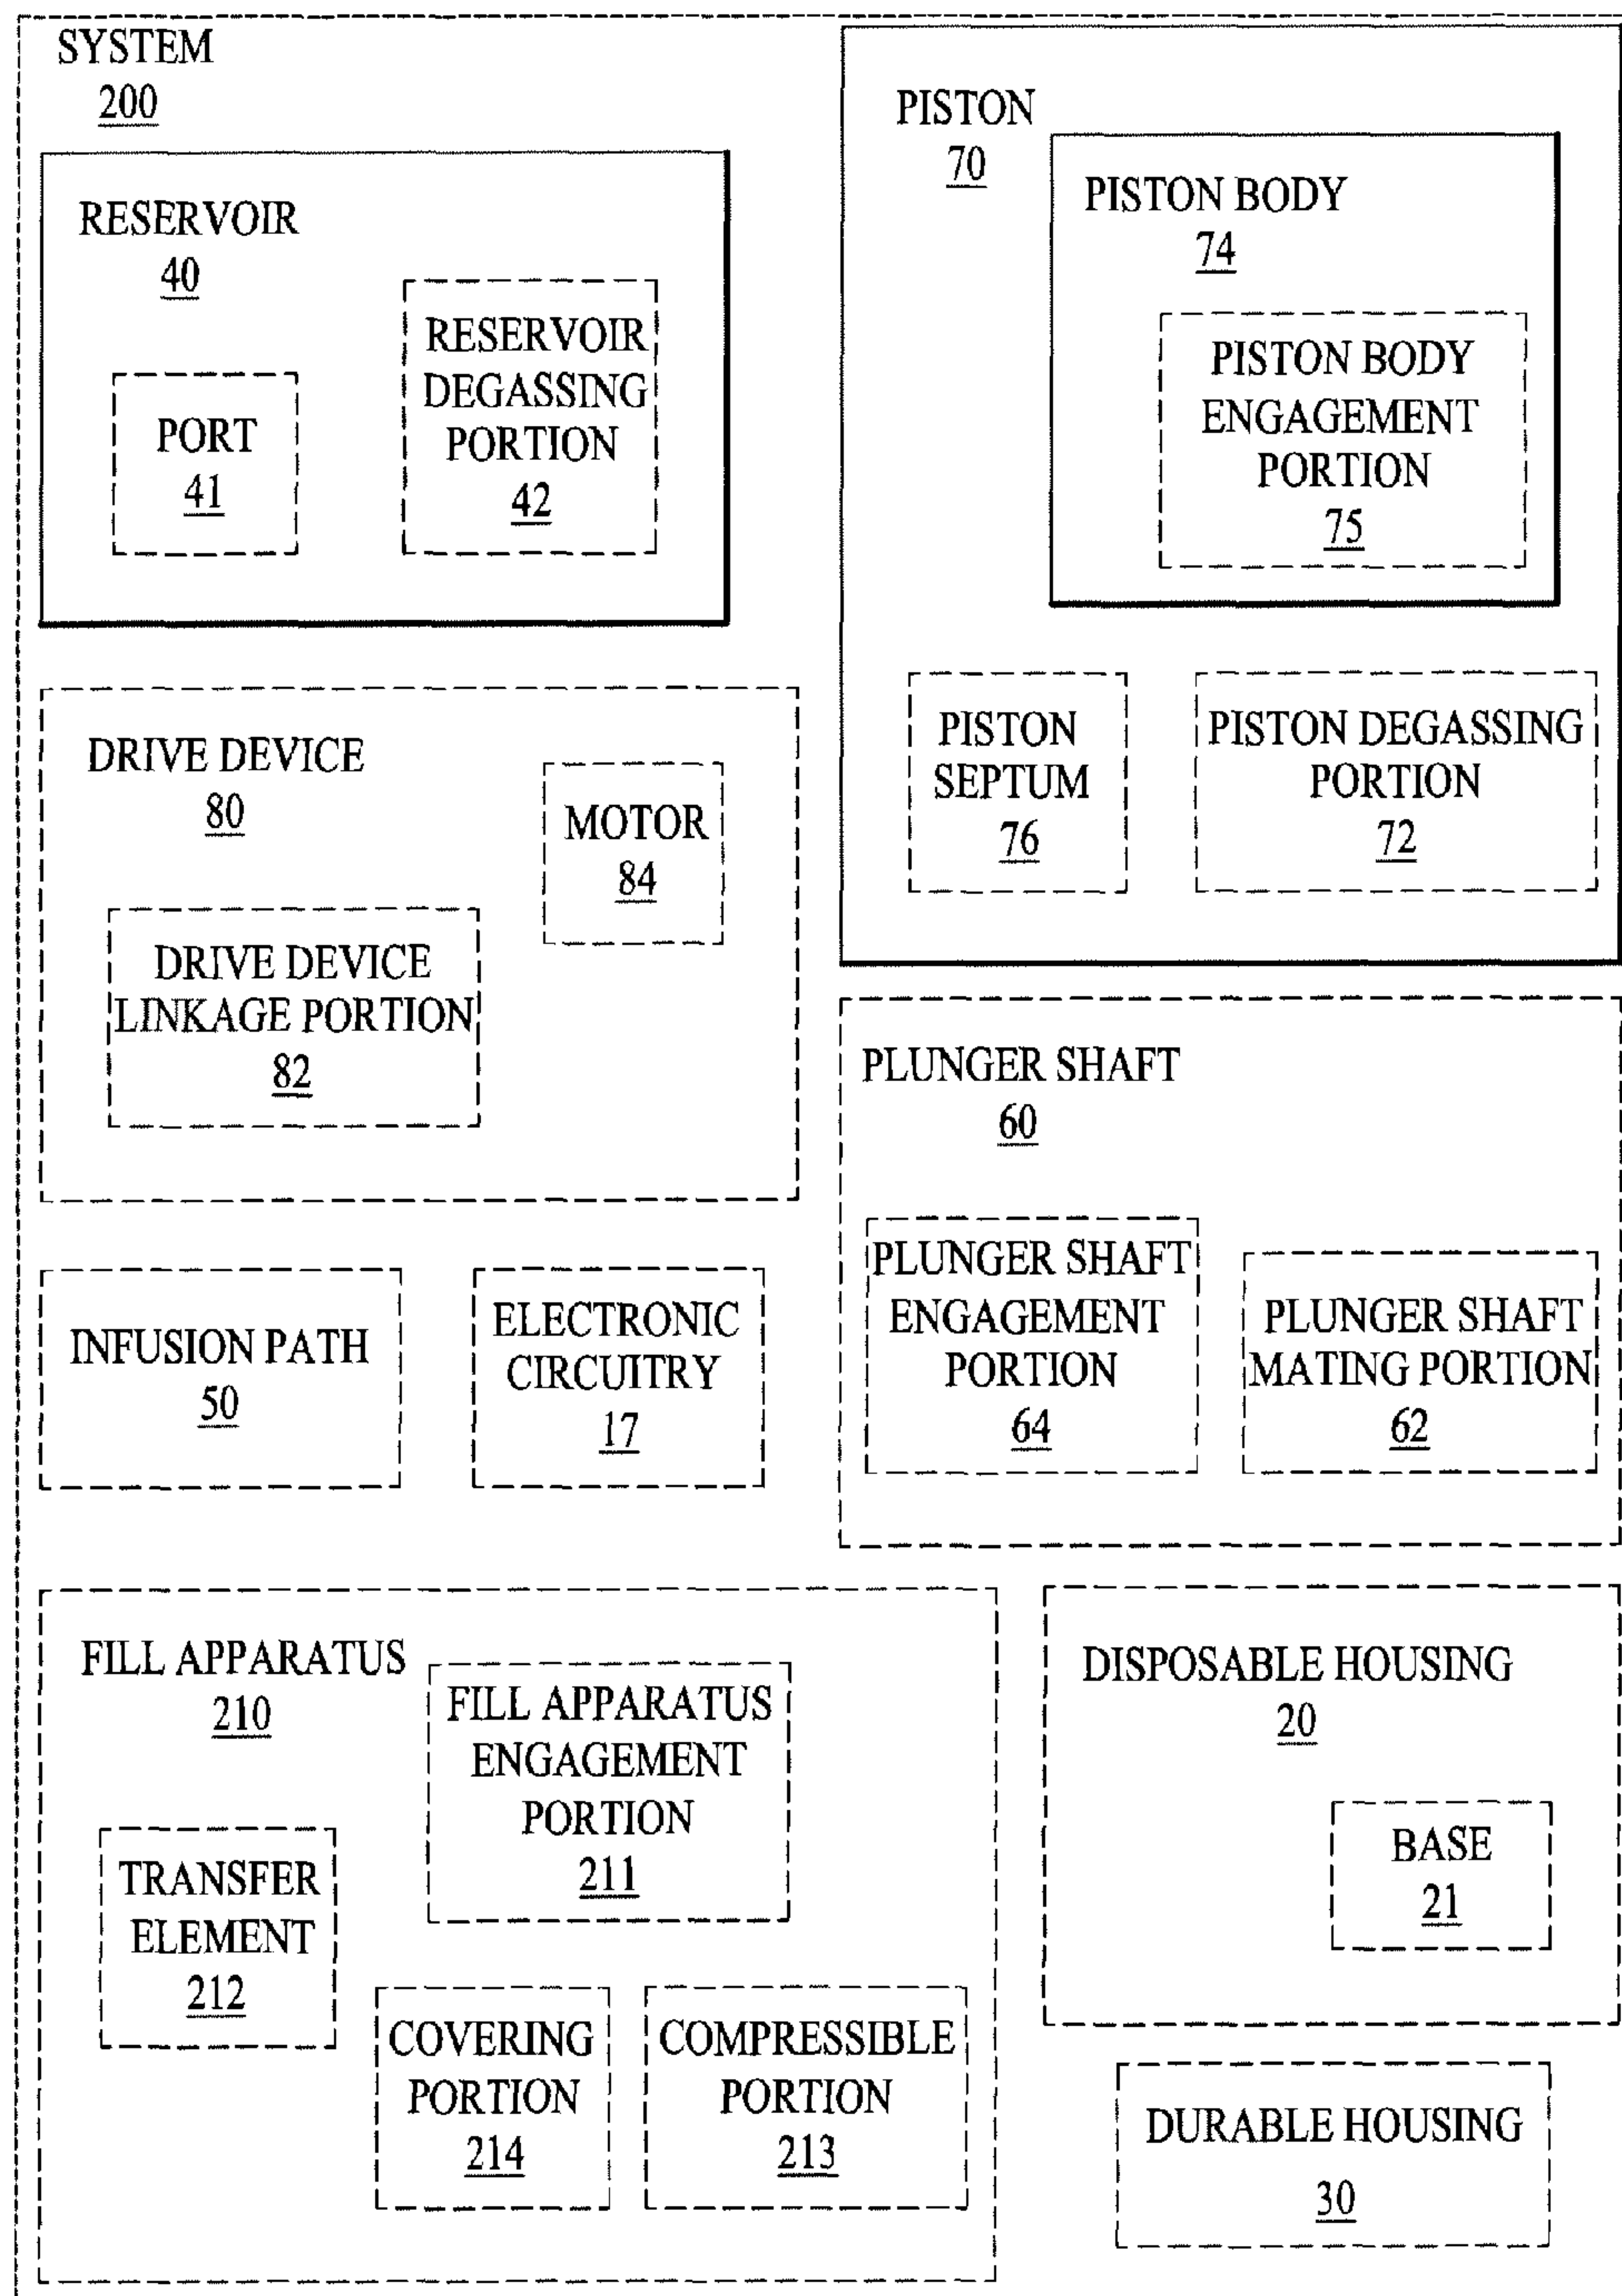 SYSTEM
200
RESERVOIR
40
PORT
41
RESERVOIR
DEGASSING
PORTION
42
PISTON
70
PISTON BODY
74
PISTON BODY
ENGAGEMENT
PORTION
75
PISTON
SEPTUM
76
PISTON DEGASSING
PORTION
72
DRIVE DEVICE
80
MOTOR
84
DRIVE DEVICE
LINKAGE PORTION
82
PLUNGER SHAFT
60
PLUNGER SHAFT
ENGAGEMENT
PORTION
64
PLUNGER SHAFT
MATING PORTION
62
INFUSION PATH
50
ELECTRONIC
CIRCUITRY
17
FILL APPARATUS
210
FILL APPARATUS
ENGAGEMENT
PORTION
211
TRANSFER
ELEMENT
212
COVERING
PORTION
214
COMPRESSIBLE
PORTION
213
DISPOSABLE HOUSING
20
BASE
21
DURABLE HOUSING
30